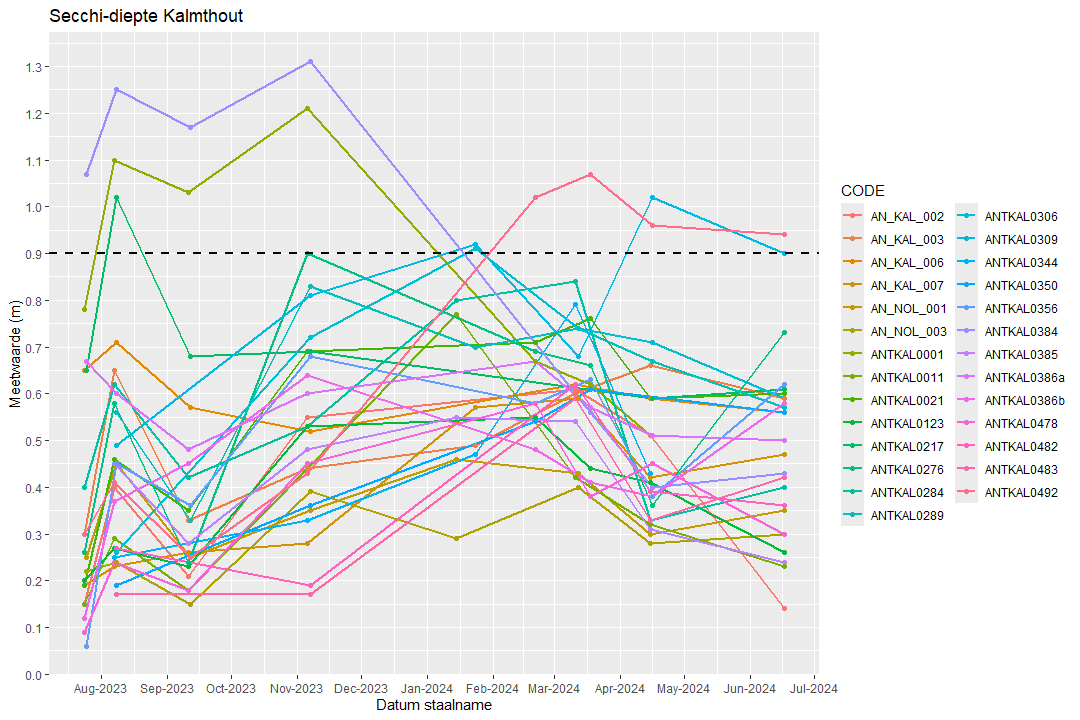 Secchi-diepte Kalmthout
Meetwaarde (m)
1.3
1.2
1.1
1.0
0.9
0.8
0.7
0.6
0.5
0.4
0.3
0.2
0.1
0.0
Aug-2023 Sep-2023 Oct-2023 Nov-2023 Dec-2023 Jan-2024 Feb-2024 Mar-2024 Apr-2024 May-2024 Jun-2024 Jul-2024
Datum staalname
CODE
AN_KAL_002
AN_KAL_003
AN_KAL_006
AN_KAL_007
AN_NOL_001
AN_NOL_003
ANTKAL0001
ANTKAL0011
ANTKAL0021
ANTKAL0123
ANTKAL0217
ANTKAL0276
ANTKAL0284
ANTKAL0289
ANTKAL0306
ANTKAL0309
ANTKAL0344
ANTKAL0350
ANTKAL0356
ANTKAL0384
ANTKAL0385
ANTKAL0386a
ANTKAL0386b
ANTKAL0478
ANTKAL0482
ANTKAL0483
ANTKAL0492